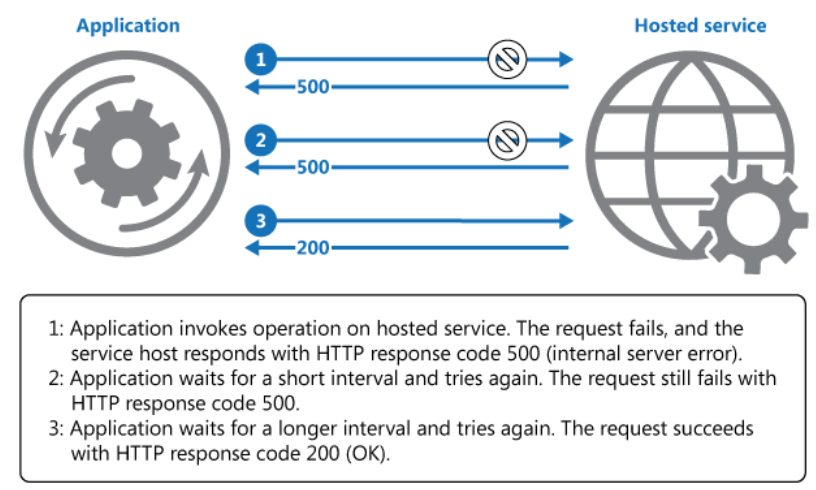 Application
Hosted service
1
500
2
500
3
200
1: Application invokes operation on hosted service. The request fails, and the
service host responds with HTTP response code 500 (internal server error).
2: Application waits for a short interval and tries again. The request still fails with
HTTP response code 500.
3: Application waits for a longer interval and tries again. The request succeeds
with HTTP response code 200 (OK).